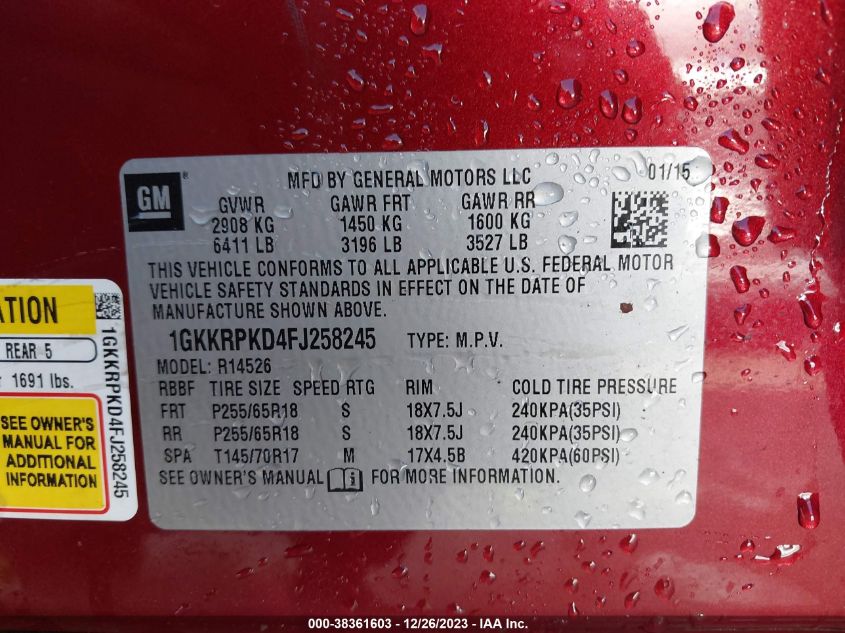 GM
®
MFD BY GENERAL MOTORS LLC 01/15
GVWR GAWR FRT GAWR RR
2908 KG 1450 KG 1600 KG
6411 LB 3196 LB 3527 LB
THIS VEHICLE CONFORMS TO ALL APPLICABLE U.S. FEDERAL MOTOR
VEHICLE SAFETY STANDARDS IN EFFECT ON THE DATE OF
MANUFACTURE SHOWN ABOVE.
1GKKRPKD4FJ258245 TYPE: M.P.V.
MODEL: R14526
RBBF TIRE SIZE SPEED RTG RIM COLD TIRE PRESSURE
FRT P255/65R18 S 18X7.5J 240KPA(35PSI)
RR P255/65R18 S 18X7.5J 240KPA(35PSI)
SPA T145/70R17 M 17X4.5B 420KPA(60PSI)
SEE OWNER'S MANUAL FOR MORE INFORMATION.
ATION
REAR 5
1691 lbs.
SEE OWNER'S
MANUAL FOR
ADDITIONAL
INFORMATION
1GKKRPKD4FJ258245
000-38361603 - 12/26/2023 - IAA Inc.